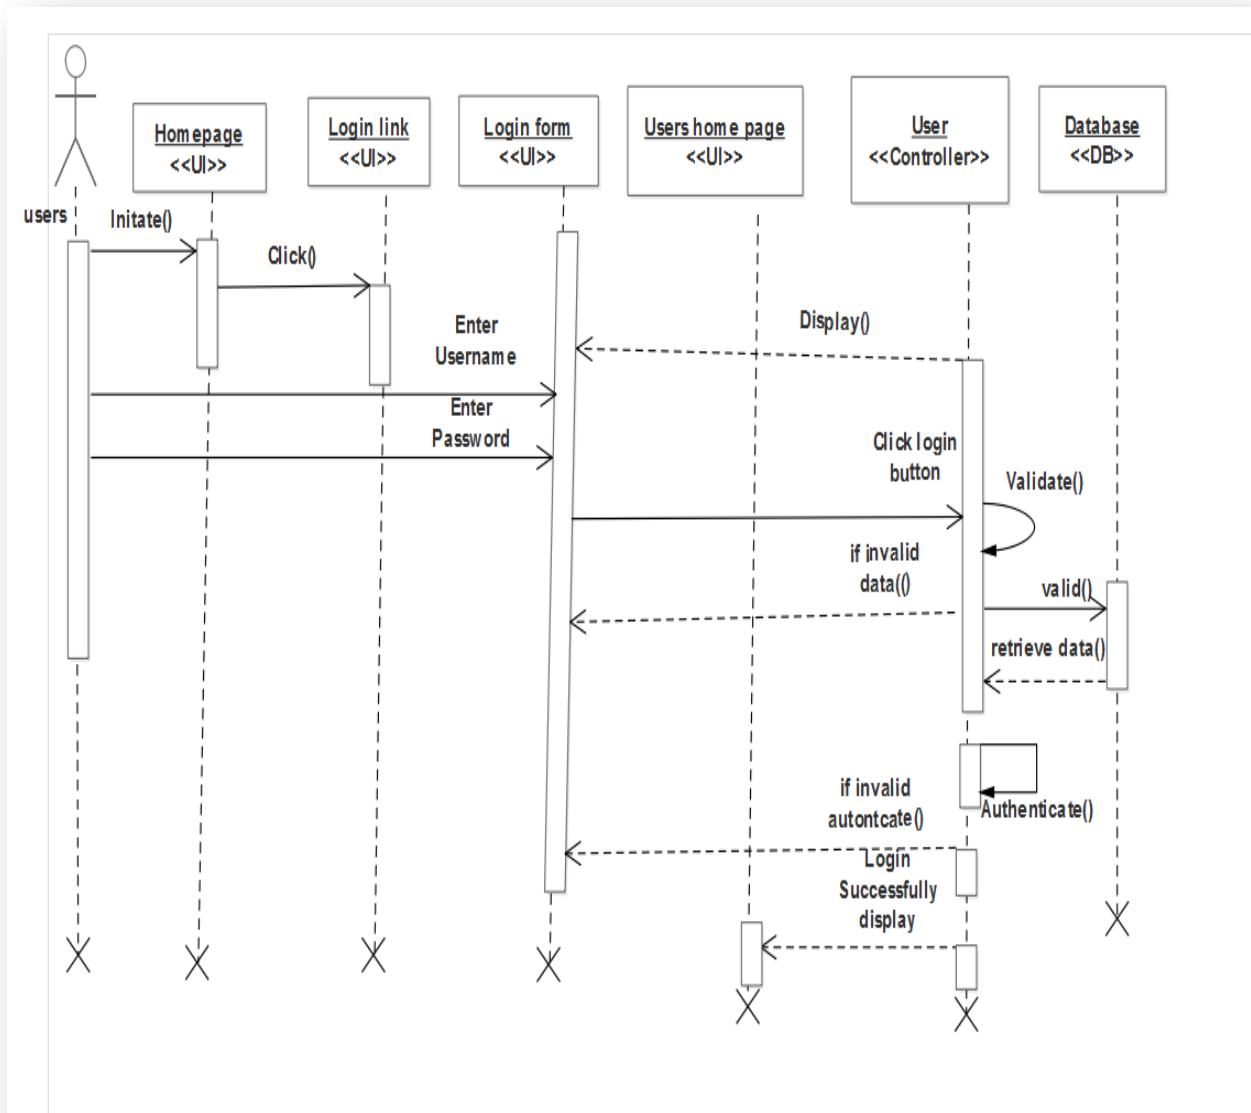 Homepage
<<UI>>
Login link
<<UI>>
Login form
<<UI>>
Users home page
<<UI>>
User
<<Controller>>
Database
<<DB>>
users
Initate()
Click()
Display()
Enter
Username
Enter
Password
Click login
button
Validate()
if invalid
data(()
valid()
retrieve data()
if invalid
autontcate()
Authenticate()
Login
Successfully
display